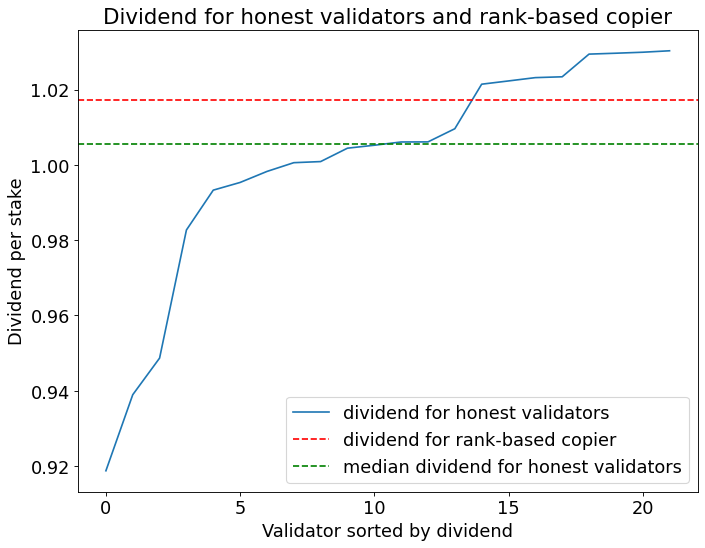 Dividend for honest validators and rank-based copier
Dividend per stake
1.02
1.00
0.98
0.96
0.94
0.92
dividend for honest validators
dividend for rank-based copier
median dividend for honest validators
0
5
10
15
20
Validator sorted by dividend